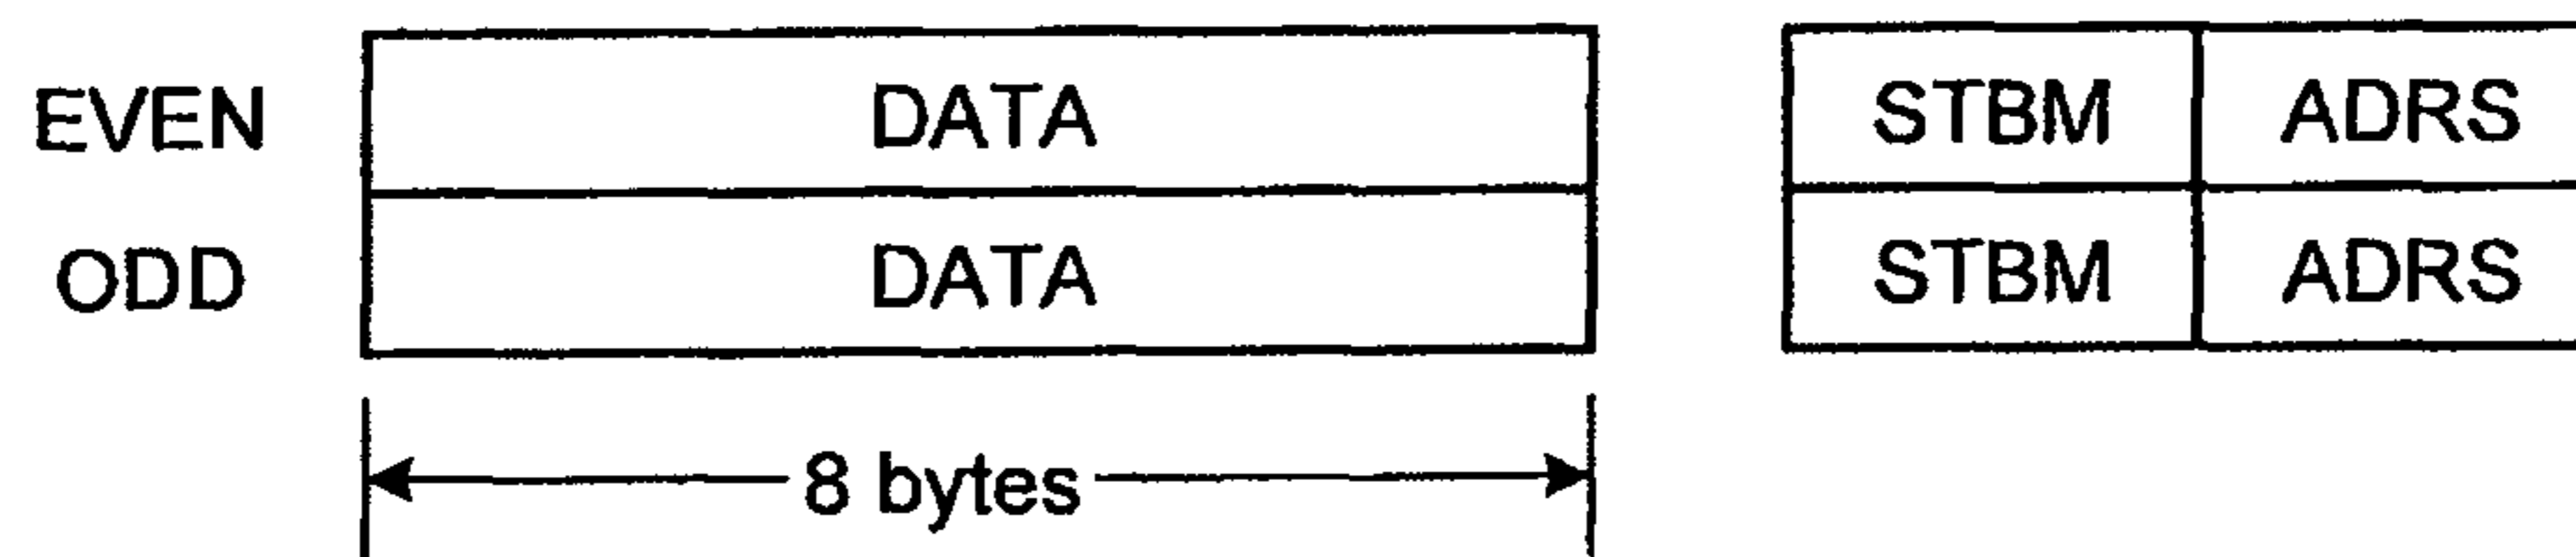 EVEN DATA STBM ADRS
ODD DATA STBM ADRS
8 bytes